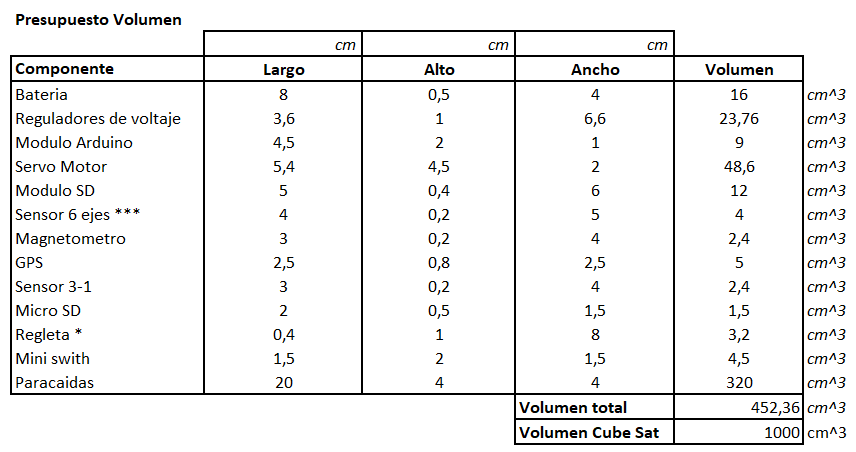 Presupuesto Volumen
cm cm cm
Componente Largo Alto Ancho Volumen
Bateria 8 0,5 4 16 cm^3
Reguladores de voltaje 3,6 1 6,6 23,76 cm^3
Modulo Arduino 4,5 2 1 9 cm^3
Servo Motor 5,4 4,5 2 48,6 cm^3
Modulo SD 5 0,4 6 12 cm^3
Sensor 6 ejes *** 4 0,2 5 4 cm^3
Magnetometro 3 0,2 4 2,4 cm^3
GPS 2,5 0,8 2,5 5 cm^3
Sensor 3-1 3 0,2 4 2,4 cm^3
Micro SD 2 0,5 1,5 1,5 cm^3
Regleta * 0,4 1 8 3,2 cm^3
Mini swith 1,5 2 1,5 4,5 cm^3
Paracaidas 20 4 4 320 cm^3
Volumen total 452,36 cm^3
Volumen Cube Sat 1000 cm^3